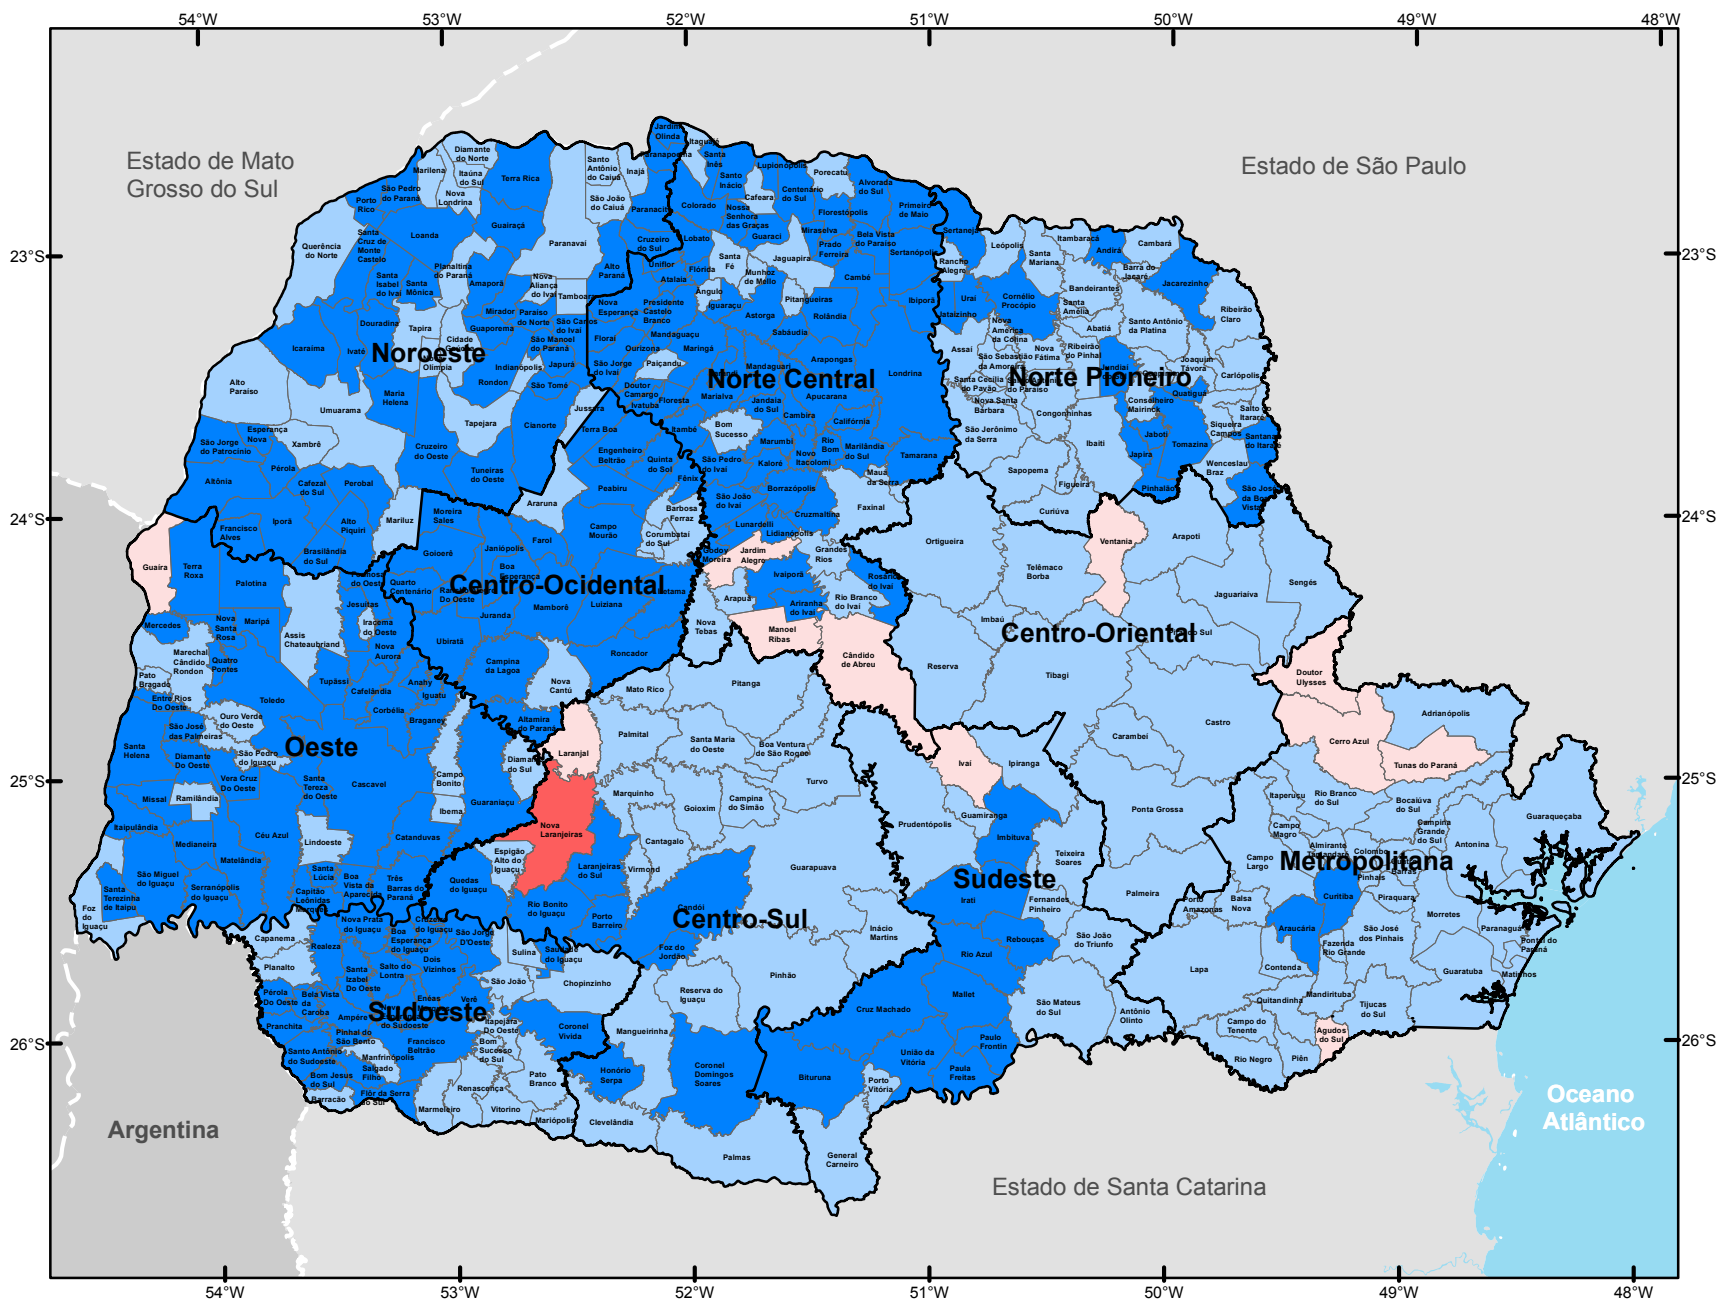 54°W
53°W
52°W
51°W
50°W
49°W
48°W
Estado de Mato
Grosso do Sul
Estado de São Paulo
23°S
23°S
24°S
24°S
25°S
25°S
26°S
26°S
Noroeste
Querência
do Norte
Porto
Rico
São Pedro
do Paraná
Marilena
Diamante
do Norte
Itaúna
do Sul
Nova
Londrina
Terra Rica
Santo
Antônio
do Caiuá
Inajá
São João
do Caiuá
Jardim
Olinda
Paranapoema
Paranacity
Cruzeiro
do Sul
Loanda
Guairaçá
Paranavaí
Santa
Cruz de
Monte
Castelo
Santa
Isabel
do Ivaí
Santa
Mônica
Planaltina
do Paraná
Amaporã
Nova
Aliança
do Ivaí
Tamboara
Alto
Paraná
Mirador
Paraíso
do Norte
São Carlos
do Ivaí
São Manoel
do Paraná
Guaporema
Douradina
Tapira
Icaraíma
Ivaté
Indianópolis
Japurá
Rondon
São Tomé
Jussara
Alto
Paraíso
Umuarama
Maria
Helena
Tapejara
Cianorte
Xambrê
Cruzeiro
do Oeste
Tuneiras
do Oeste
Esperança
Nova
São Jorge
do Patrocínio
Pérola
Altônia
Cafezal
do Sul
Perobal
Iporã
Alto
Piquiri
Mariluz
Francisco
Alves
Brasilândia
do Sul
Norte Central
Itaguajé
Santa
Inês
Santo
Inácio
Lupionópolis
Cafeara
Centenário
do Sul
Porecatu
Alvorada
do Sul
Primeiro
de Maio
Colorado
Nossa
Senhora
das Graças
Florestópolis
Guaraci
Miraselva
Prado
Ferreira
Bela Vista
do Paraíso
Sertanópolis
Lobato
Uniflor
Atalaia
Flórida
Santa
Fé
Munhoz
de Mello
Jaguapita
Cambé
Ibiporã
Ângulo
Iguaraçu
Pitangueiras
Rolândia
Nova
Esperança
Presidente
Castelo
Branco
Astorga
Sabáudia
Mandaguaçu
Floraí
Ourizona
Maringá
Arapongas
São Jorge
do Ivaí
Paiçandu
Mandaguari
Londrina
Doutor
Camargo
Ivatuba
Floresta
Marialva
Jandaia
do Sul
Apucarana
Cambira
Califórnia
Itambé
Bom
Sucesso
Marumbi
Rio
Bom
Marilândia
do Sul
Novo
Itacolomi
Tamarana
São Pedro
do Ivaí
Kaloré
Mauá
da Serra
Borrazópolis
São João
do Ivaí
Cruzmaltina
Faxinal
Lunardelli
Lidianópolis
Godoy
Moreira
Jardim
Alegre
Grandes
Rios
Ivaiporã
Rosário
do Ivaí
Arapuã
Ariranha
do Ivaí
Rio Branco
do Ivaí
Nova
Tebas
Manoel
Ribas
Cândido
de Abreu
Norte Pioneiro
Sertaneja
Rancho
Alegre
Leópolis
Santa
Mariana
Itambaracá
Andirá
Cambará
Barra do
Jacaré
Bandeirantes
Jacarezinho
Uraí
Cornélio
Procópio
Santa
Amélia
Jataizinho
Nova
América
da Colina
Abatiá
Santo Antônio
da Platina
Ribeirão
Claro
Assaí
São Sebastião
da Amoreira
Nova
Fátima
Ribeirão
do Pinhal
Joaquim
Távora
Carlópolis
Santa Cecília
do Pavão
Nova Santa
Bárbara
Congonhinhas
Conselheiro
Mairinck
Quatiguá
Salto do
Itararé
Siqueira
Campos
São Jerônimo
da Serra
Ibaiti
Jaboti
Japira
Tomazina
Santana
do Itararé
Sapopema
Figueira
Wenceslau
Braz
Pinhalão
São José
da Boa
Vista
Curiúva
Centro-Ocidental
Terra Boa
Engenheiro
Beltrão
Quinta
do Sol
Fênix
Araruna
Peabiru
Barbosa
Ferraz
Campo
Mourão
Corumbataí
do Sul
Moreira
Sales
Goioerê
Janiópolis
Farol
Boa
Esperança
Quarto
Centenário
Juranda
Mamborê
Luiziana
Ubiratã
Campina
da Lagoa
Roncador
Nova
Cantú
Altamira
do Paraná
Centro-Oriental
Ortigueira
Ventania
Arapoti
Telêmaco
Borba
Sengés
Jaguariaíva
Imbaú
Reserva
Tibagi
Castro
Carambeí
Ponta Grossa
Palmeira
Oeste
Guaíra
Terra
Roxa
Palotina
Jesuítas
Iracema
do Oeste
Assis
Chateaubriand
Mercedes
Nova
Santa
Rosa
Maripá
Nova
Aurora
Marechal
Cândido
Rondon
Quatro
Pontes
Pato
Bragado
Toledo
Tupãssi
Cafelândia
Anahy
Iguatu
Corbélia
Braganey
Entre Rios
Do Oeste
Ouro Verde
do Oeste
São José
das Palmeiras
São Pedro
do Iguaçu
Santa
Helena
Diamante
Do Oeste
Vera Cruz
Do Oeste
Santa
Tereza
do Oeste
Cascavel
Campo
Bonito
Ibema
Guaraniaçu
Diamante
do Sul
Missal
Ramilândia
Itaipulândia
Medianeira
Céu Azul
Lindoeste
Catanduvas
Matelândia
São Miguel
do Iguaçu
Serranópolis
do Iguaçu
Santa
Terezinha
de Itaipu
Foz
do
Iguaçu
Santa
Lúcia
Capitão
Leônidas
Marques
Boa
Vista da
Aparecida
Três
Barras do
Paraná
Centro-Sul
Laranjal
Mato Rico
Pitanga
Palmital
Santa Maria
do Oeste
Boa Ventura
de São Roque
Turvo
Nova
Laranjeiras
Marquinho
Goioxim
Campina
do Simão
Espigão
Alto do
Iguaçu
Quedas
do Iguaçu
Cantagalo
Laranjeiras
do Sul
Virmond
Guarapuava
Rio Bonito
do Iguaçu
Porto
Barreiro
Candói
Foz do
Jordão
Inácio
Martins
Pinhão
Reserva do
Iguaçu
Mangueirinha
Honório
Serpa
Coronel
Domingos
Soares
Clevelândia
Palmas
Sudeste
Ivaí
Ipiranga
Prudentópolis
Guamiranga
Imbituva
Teixeira
Soares
Irati
Fernandes
Pinheiro
Rebouças
Rio Azul
São João
do Triunfo
Mallet
Cruz Machado
São Mateus
do Sul
Antônio
Olinto
Paulo
Frontin
União da
Vitória
Paula
Freitas
Bituruna
Porto
Vitória
General
Carneiro
Sudoeste
Capanema
Planalto
Realeza
Nova Prata
do Iguaçu
Boa
Esperança
do Iguaçu
São Jorge
D'Oeste
Sulina
Saudade
do Iguaçu
Dois
Vizinhos
Salto do
Lontra
Santa
Izabel
Do Oeste
São João
Chopinzinho
Pérola
Do Oeste
Bela Vista
da
Caroba
Ampére
Enéas
Verê
Pranchita
Pinhal do
São Bento
Itapejara
Do Oeste
Coronel
Vivida
Santo Antônio
do Sudoeste
Manfrinópolis
Francisco
Beltrão
Bom
Sucesso
do Sul
Salgado
Filho
Bom Jesus
do Sul
Barracão
Flôr da Serra
do Sul
Renascença
Pato
Branco
Marmeleiro
Vitorino
Mariópolis
Metropolitana
Doutor
Ulysses
Adrianópolis
Cerro Azul
Tunas do Paraná
Itaperuçu
Rio Branco
do Sul
Bocaiúva
do Sul
Campo
Magro
Campina
Grande
do Sul
Guaraqueçaba
Campo
Largo
Almirante
Colombo
Pinhais
Antonina
Curitiba
Piraquara
Morretes
Porto
Amazonas
Balsa
Nova
Araucária
Fazenda
Rio Grande
São José
dos Pinhais
Paranaguá
Pontal do
Paraná
Lapa
Contenda
Matinhos
Guaratuba
Quitandinha
Mandirituba
Tijucas
do Sul
Campo do
Tenente
Agudos
do Sul
Rio Negro
Piên
Argentina
Estado de Santa Catarina
Oceano
Atlântico
54°W
53°W
52°W
51°W
50°W
49°W
48°W